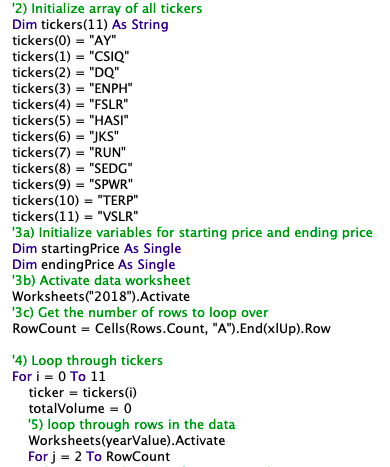 '2) Initialize array of all tickers
Dim tickers(11) As String
tickers(0) = "AY"
tickers(1) = "CSIQ"
tickers(2) = "DQ"
tickers(3) = "ENPH"
tickers(4) = "FSLR"
tickers(5) = "HASI"
tickers(6) = "JKS"
tickers(7) = "RUN"
tickers(8) = "SEDG"
tickers(9) = "SPWR"
tickers(10) = "TERP"
tickers(11) = "VSLR"
'3a) Initialize variables for starting price and ending price
Dim startingPrice As Single
Dim endingPrice As Single
'3b) Activate data worksheet
Worksheets("2018").Activate
'3c) Get the number of rows to loop over
RowCount = Cells(Rows.Count, "A").End(xlUp).Row
'4) Loop through tickers
For i = 0 To 11
ticker = tickers(i)
totalVolume = 0
'5) loop through rows in the data
Worksheets(yearValue).Activate
For j = 2 To RowCount